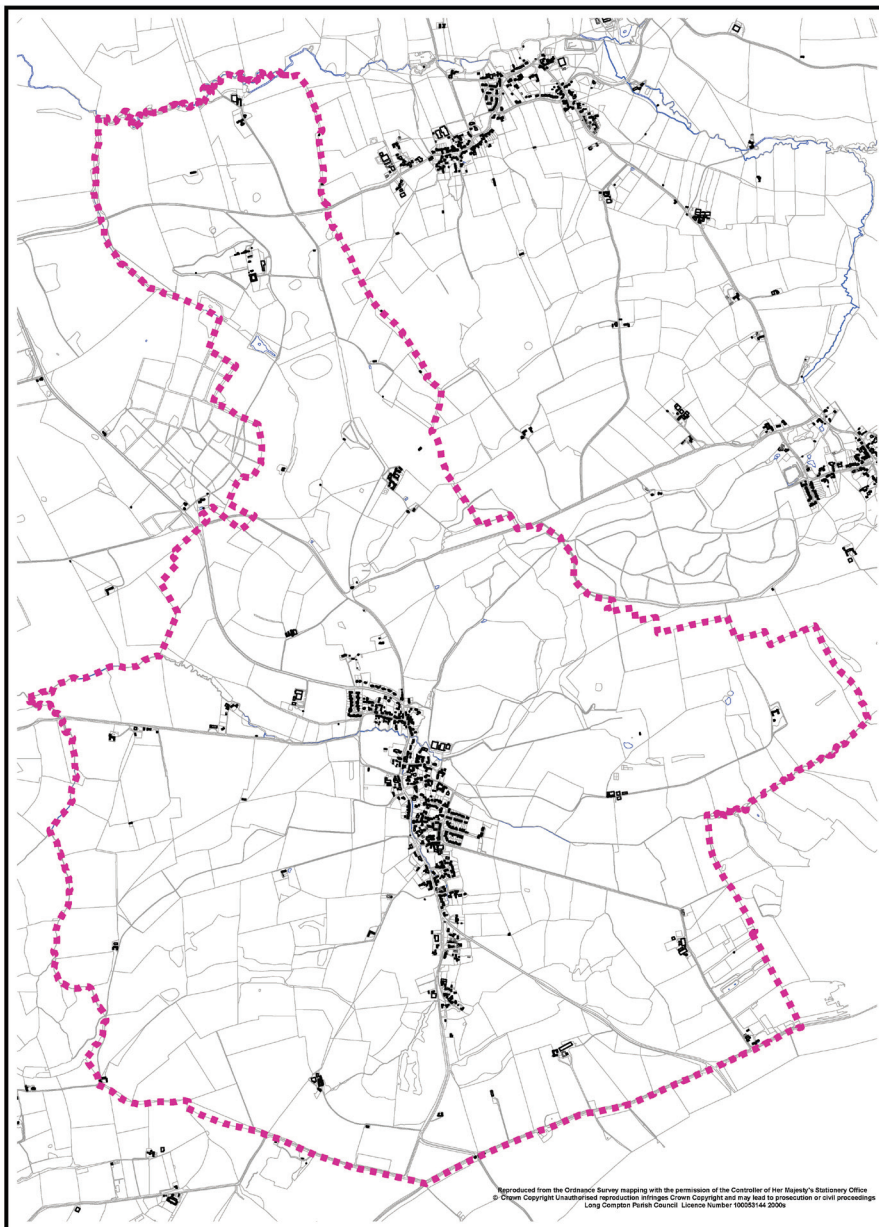 Reproduced from the Ordnance Survey mapping with the permission of the Controller of Her Majesty's Stationery Office
© Crown Copyright Unauthorised reproduction infringes Crown Copyright and may lead to prosecution or civil proceedings
Long Compton Parish Council Licence Number 100053144 2000s